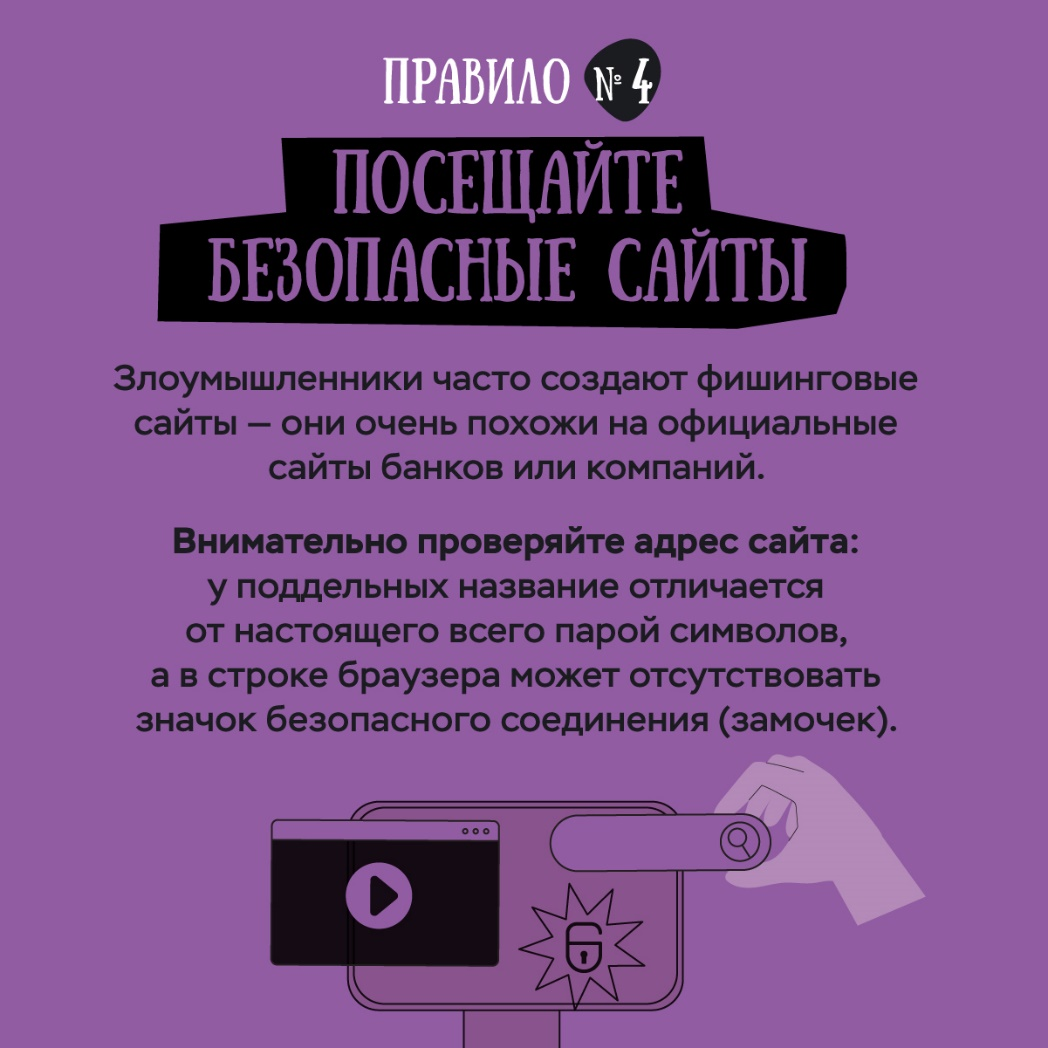 ПРАВИЛО № 4
ПОСЕЩАЙТЕ
БЕЗОПАСНЫЕ САЙТЫ
Злоумышленники часто создают фишинговые
сайты — они очень похожи на официальные
сайты банков или компаний.
Внимательно проверяйте адрес сайта:
у поддельных название отличается
от настоящего всего парой символов,
а в строке браузера может отсутствовать
значок безопасного соединения (замочек).